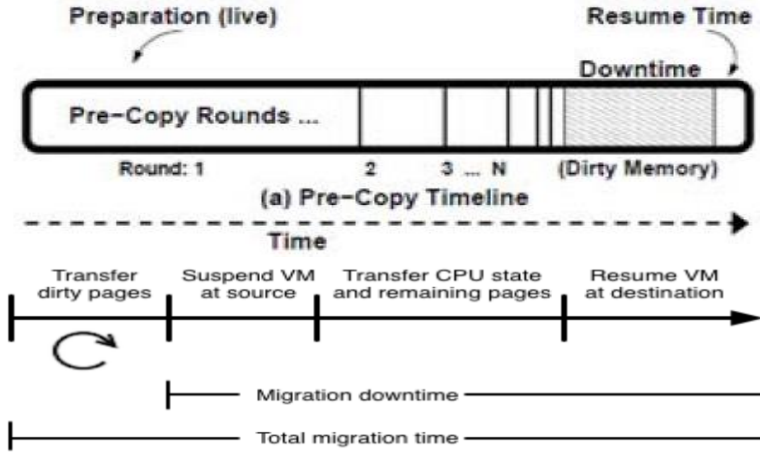 Preparation (live)
Resume Time
Downtime
Pre-Copy Rounds ...
Round: 1 2 3 ... N (Dirty Memory)
(a) Pre-Copy Timeline
Time
Transfer
dirty pages
Suspend VM
at source
Transfer CPU state
and remaining pages
Resume VM
at destination
Migration downtime
Total migration time